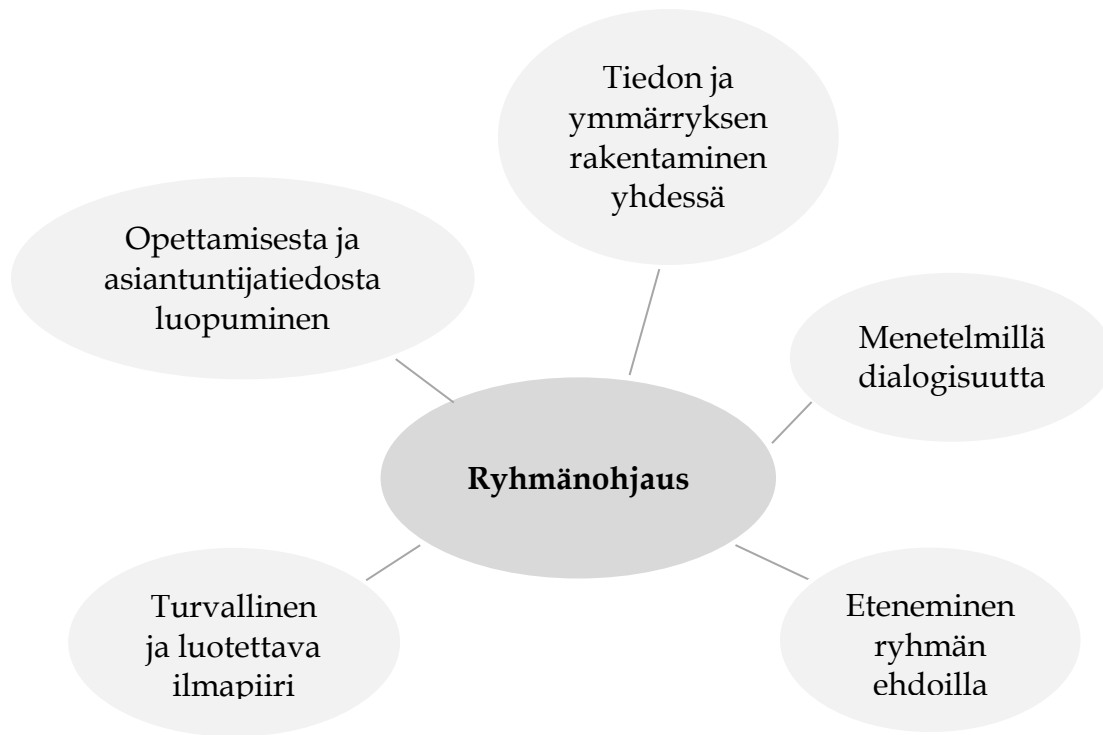 Tiedon ja
ymmärryksen
rakentaminen
yhdessä
Opettamisesta ja
asiantuntijatiedosta
luopuminen
Menetelmillä
dialogisuutta
Ryhmänohjaus
Turvallinen
ja luotettava
ilmapiiri
Eteneminen
ryhmän
ehdoilla